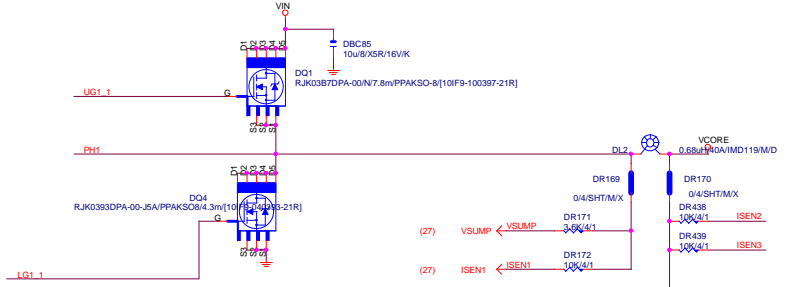 VIN
D1 D2 D3 D4 D5
DBC85
10u/8/X5R/16V/K
DQ1
RJK03B7DPA-00/N/7.8m/PPAKSO-8/[10IF9-100397-21R]
UG1_1
G
S3 S2 S1
PH1
DL2
VCORE
0.68uH/40A/IMD119/M/D
D1 D2 D3 D4 D5
DR169
DR170
0/4/SHT/M/X
0/4/SHT/M/X
DQ4
RJK0393DPA-00-J5A/PPAKSO8/4.3m/[10IF9-040393-21R]
G
DR438
10K/4/1
ISEN2
DR171
3.6K/4/1
(27)
VSUMP
VSUMP
DR439
10K/4/1
ISEN3
S3 S2 S1
DR172
10K/4/1
(27)
ISEN1
ISEN1
LG1_1